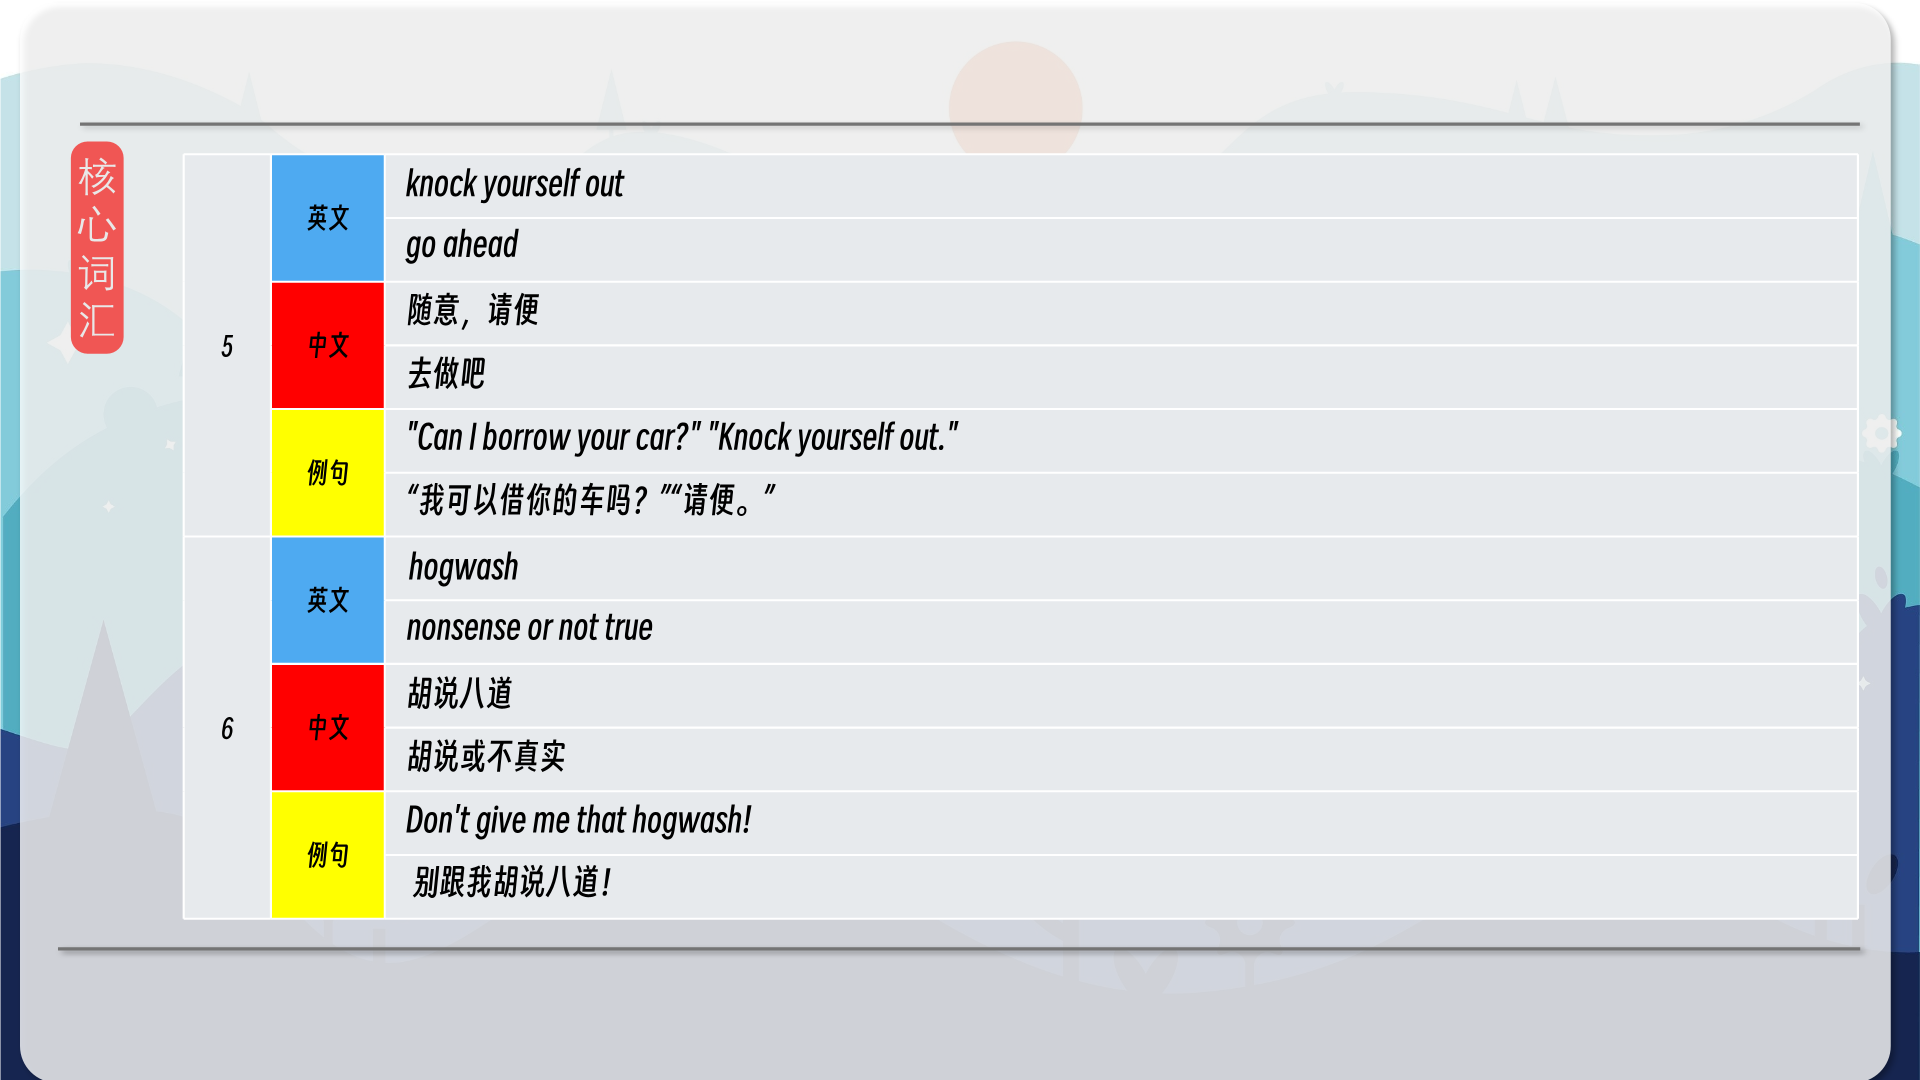 核心词汇
5
英文
knock yourself out
go ahead
中文
随意，请便
去做吧
例句
"Can I borrow your car?" "Knock yourself out."
“我可以借你的车吗？”“请便。”
6
英文
hogwash
nonsense or not true
中文
胡说八道
胡说或不真实
例句
Don't give me that hogwash!
别跟我胡说八道！